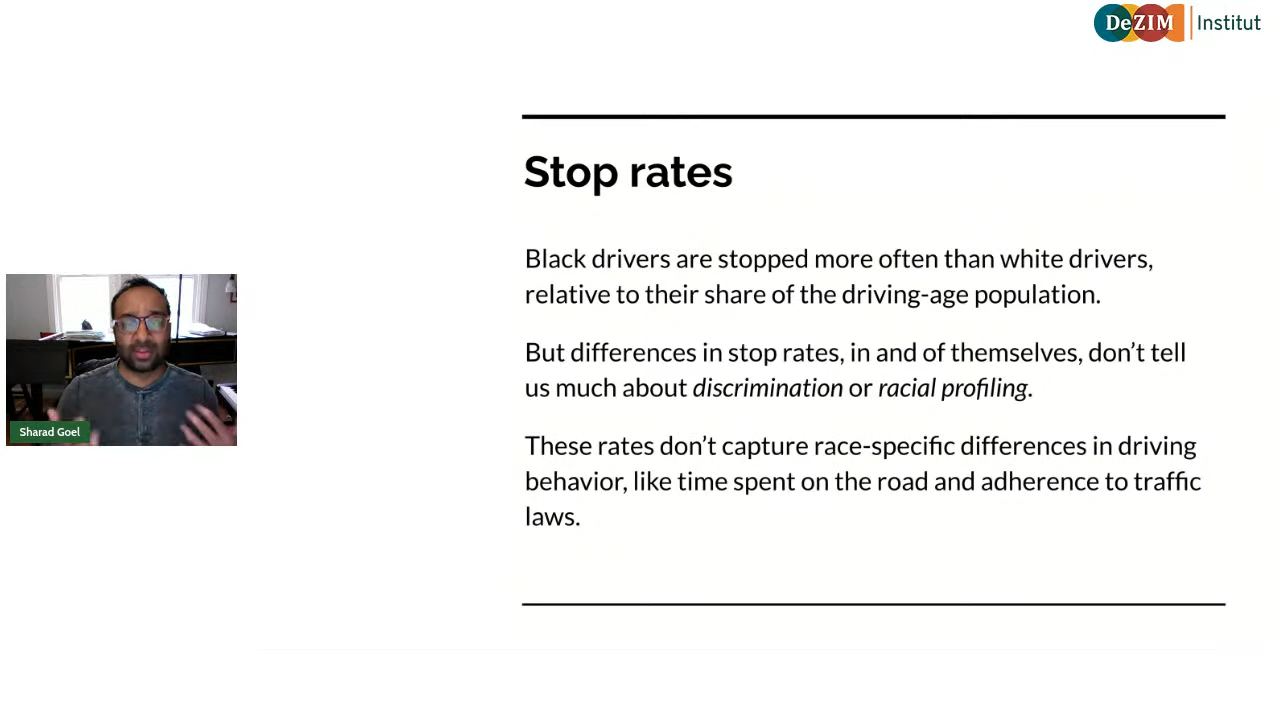 DeZIM Institut
Stop rates
Black drivers are stopped more often than white drivers,
relative to their share of the driving-age population.
But differences in stop rates, in and of themselves, don’t tell
us much about discrimination or racial profiling.
These rates don’t capture race-specific differences in driving
behavior, like time spent on the road and adherence to traffic
laws.
Sharad Goel